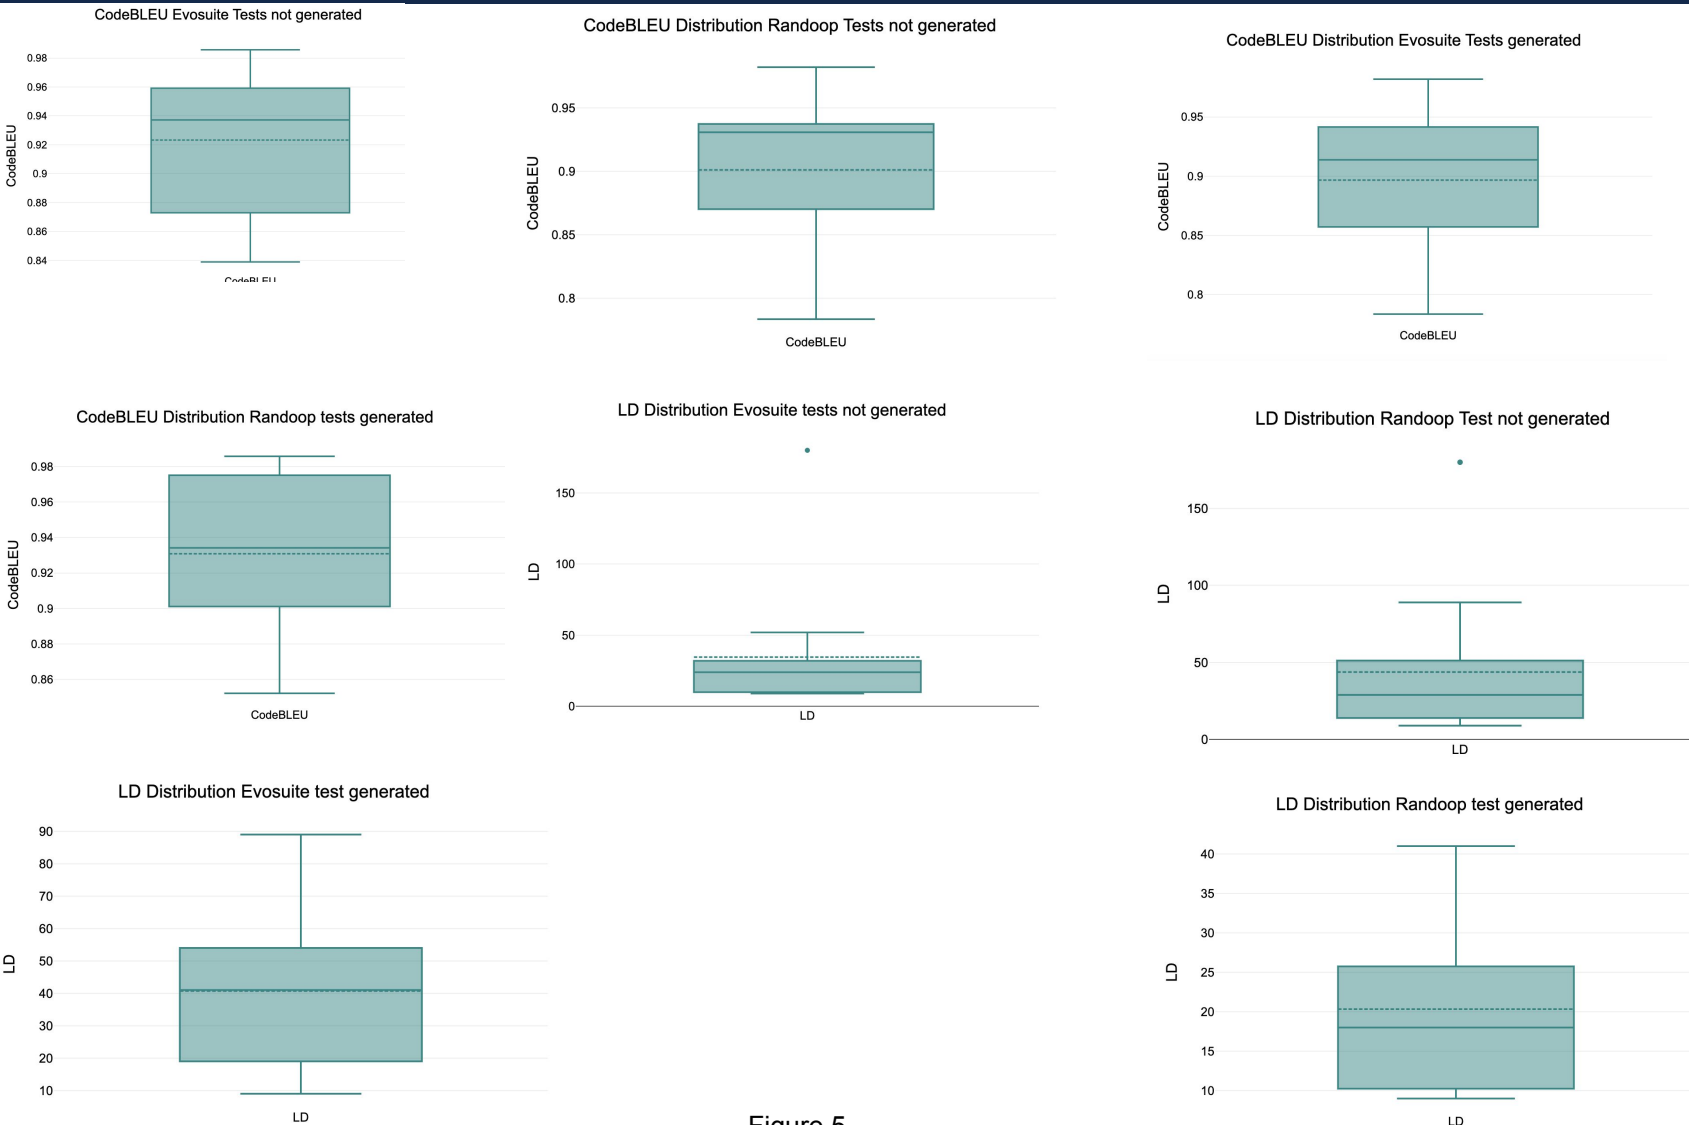 CodeBLEU Evosuite Tests not generated
0.98
0.96
0.94
0.92
0.9
0.88
0.86
0.84
CodeBLEU
CodeBLEU
CodeBLEU Distribution Randoop Tests not generated
0.95
0.9
0.85
0.8
CodeBLEU
CodeBLEU
CodeBLEU Distribution Evosuite Tests generated
0.95
0.9
0.85
0.8
CodeBLEU
CodeBLEU
CodeBLEU Distribution Randoop tests generated
0.98
0.96
0.94
0.92
0.9
0.88
0.86
CodeBLEU
CodeBLEU
LD Distribution Evosuite tests not generated
150
100
50
0
LD
LD
LD Distribution Randoop Test not generated
150
100
50
0
LD
LD
LD Distribution Evosuite test generated
90
80
70
60
50
40
30
20
10
LD
LD
LD Distribution Randoop test generated
40
35
30
25
20
15
10
LD
LD
Figure 5